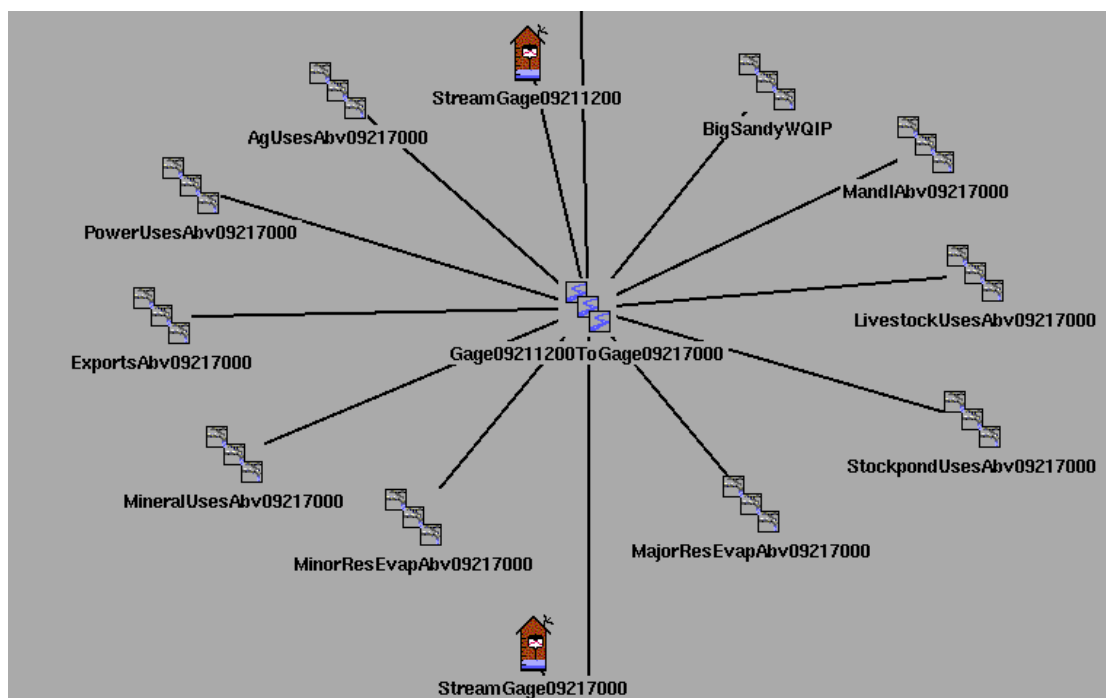 StreamGage09211200
AgUsesAbv09217000
BigSandyWQIP
MandIAbv09217000
PowerUsesAbv09217000
LivestockUsesAbv09217000
ExportsAbv09217000
Gage09211200ToGage09217000
StockpondUsesAbv09217000
MineralUsesAbv09217000
MinorResEvapAbv09217000
MajorResEvapAbv09217000
StreamGage09217000